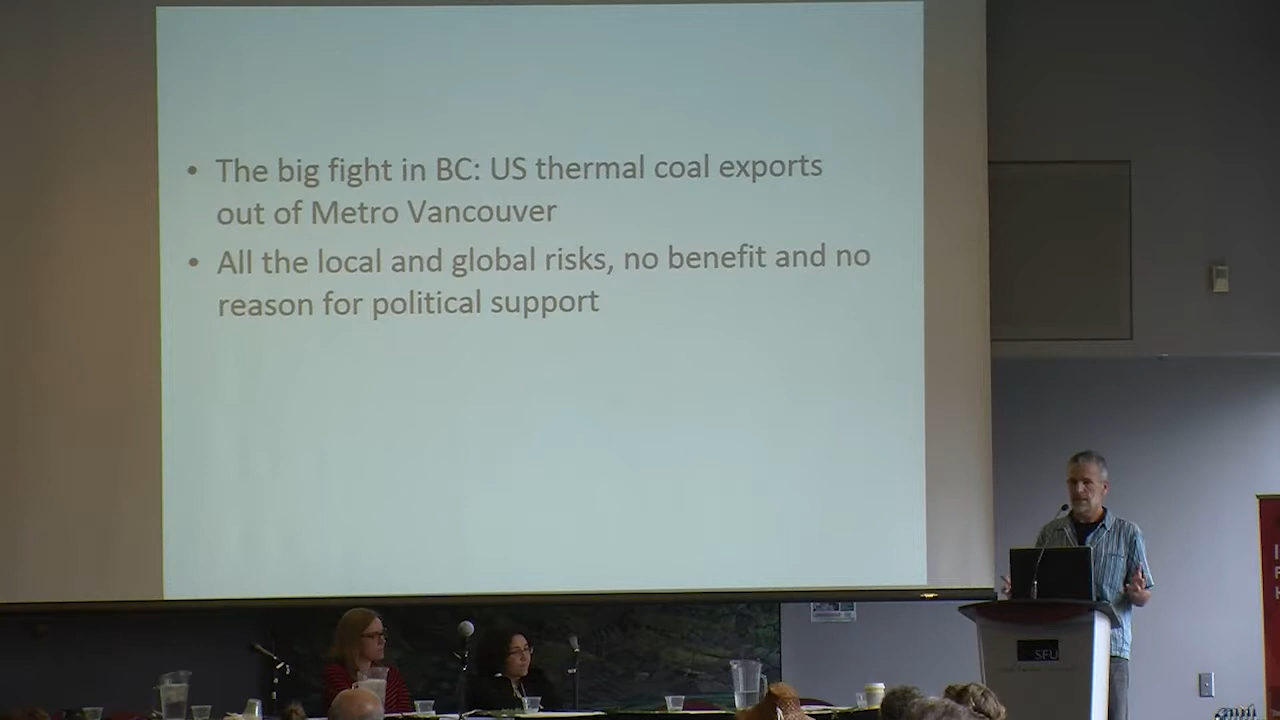 • The big fight in BC: US thermal coal exports
out of Metro Vancouver
• All the local and global risks, no benefit and no
reason for political support
SFU